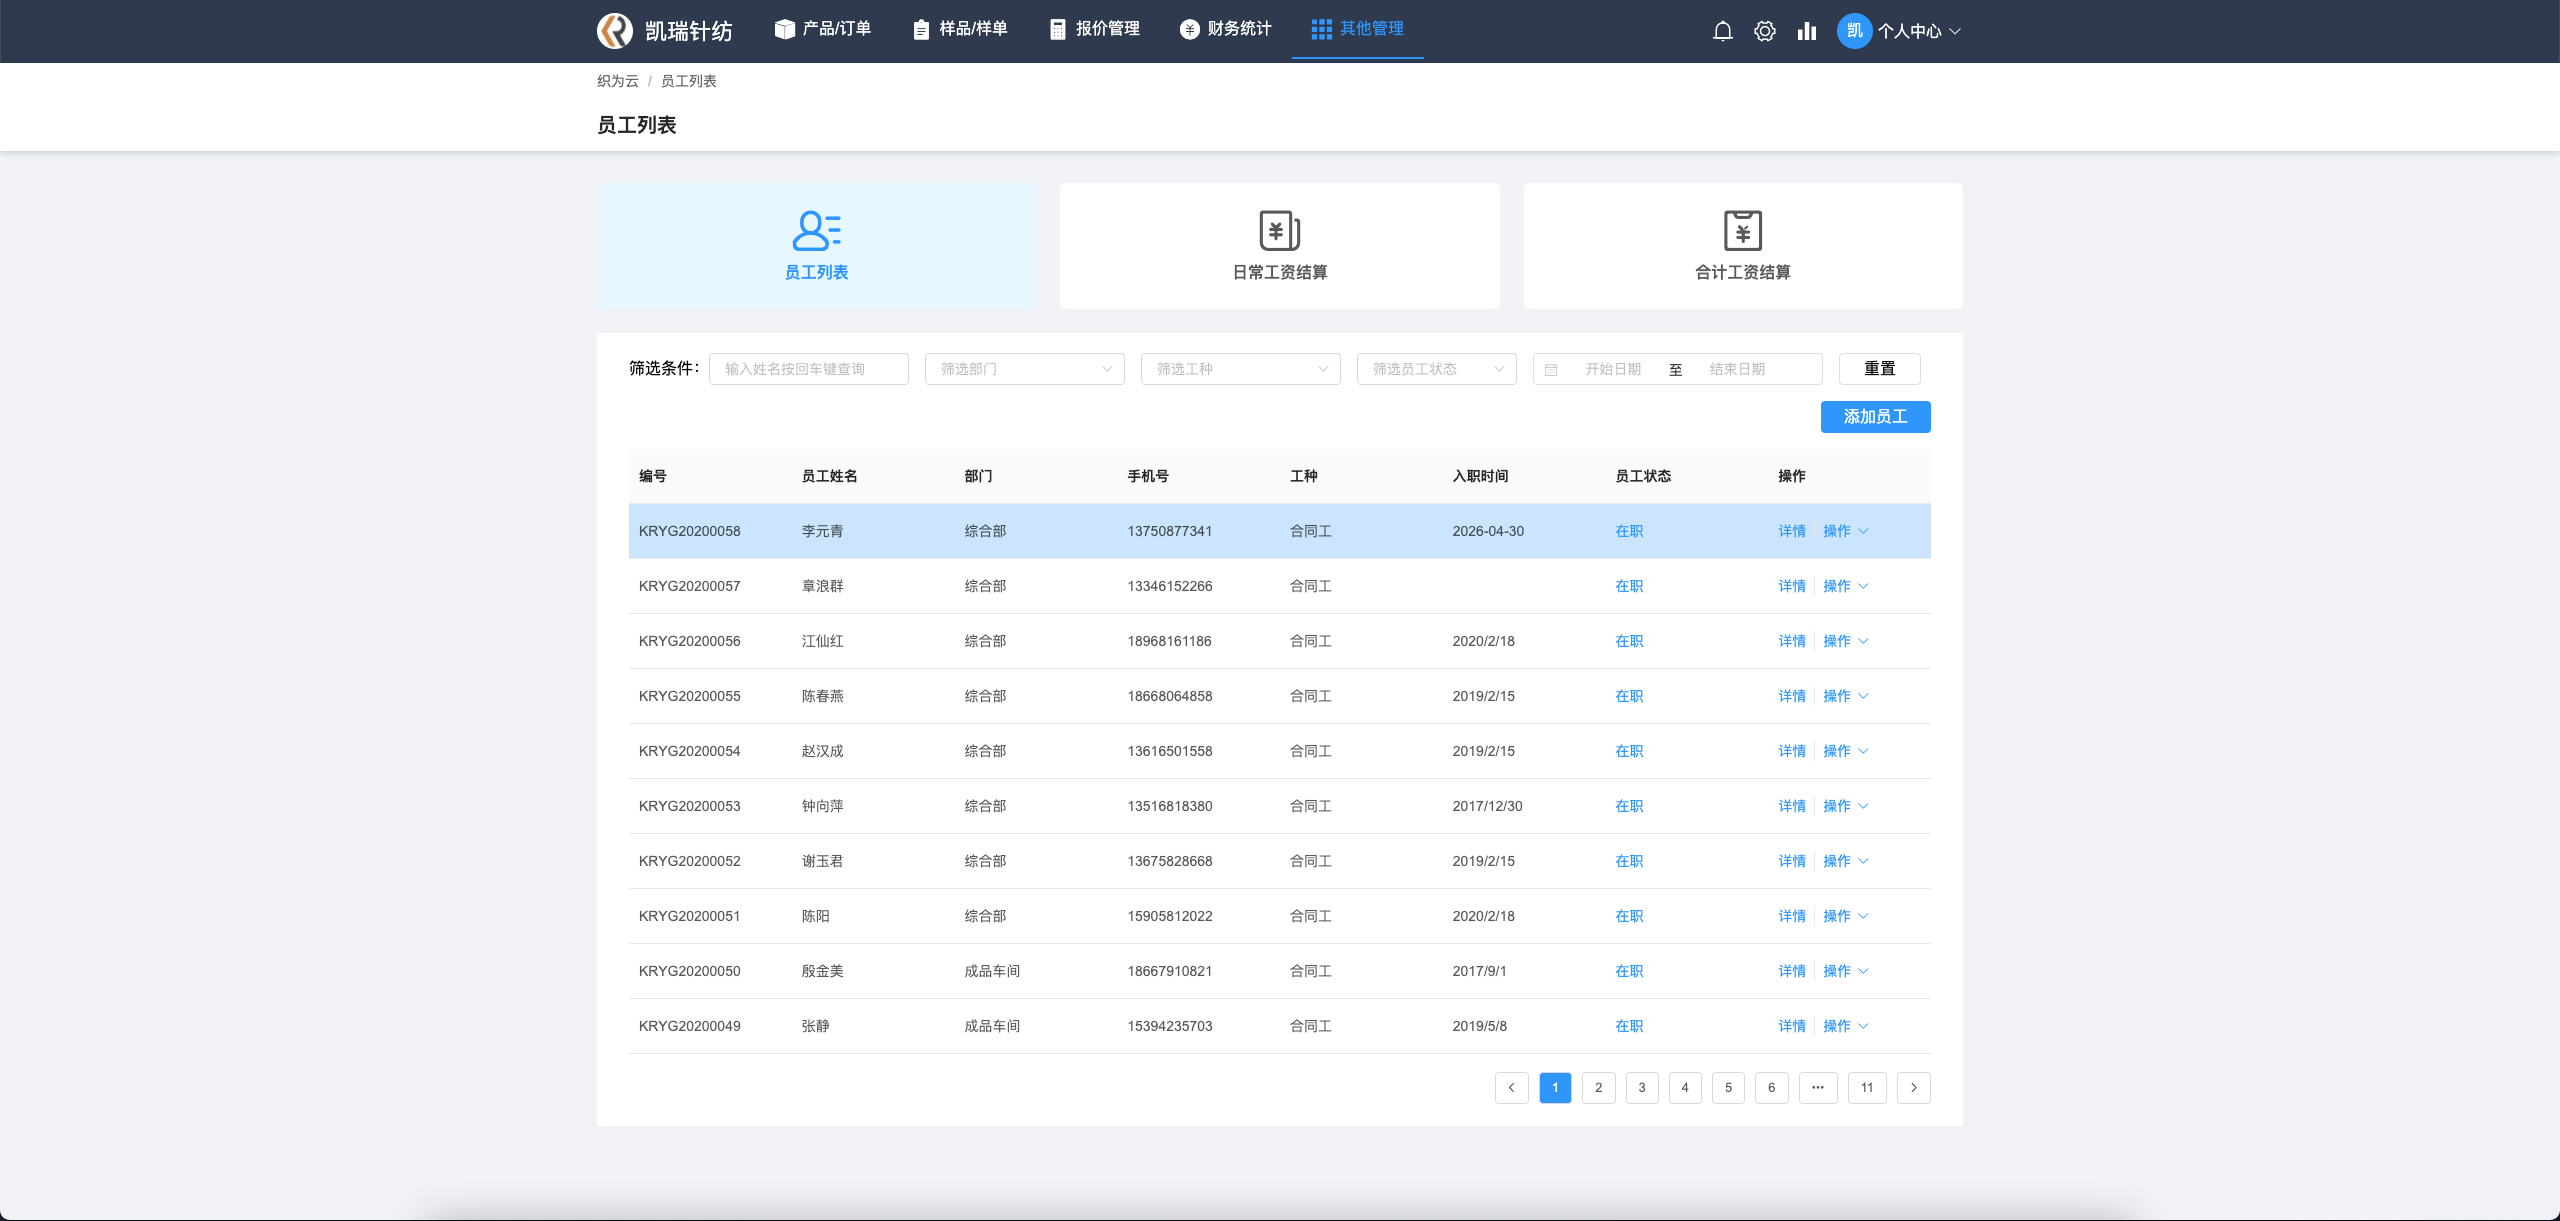 凯瑞针纺 产品/订单 样品/样单 报价管理 财务统计 其他管理 凯 个人中心
织为云 / 员工列表
员工列表
员工列表 日常工资结算 合计工资结算
筛选条件: 输入姓名按回车键查询 筛选部门 筛选工种 筛选员工状态 开始日期 至 结束日期 重置
添加员工
编号 员工姓名 部门 手机号 工种 入职时间 员工状态 操作
KRYG20200058 李元青 综合部 13750877341 合同工 2026-04-30 在职 详情 操作
KRYG20200057 章浪群 综合部 13346152266 合同工 在职 详情 操作
KRYG20200056 江仙红 综合部 18968161186 合同工 2020/2/18 在职 详情 操作
KRYG20200055 陈春燕 综合部 18668064858 合同工 2019/2/15 在职 详情 操作
KRYG20200054 赵汉成 综合部 13616501558 合同工 2019/2/15 在职 详情 操作
KRYG20200053 钟向萍 综合部 13516818380 合同工 2017/12/30 在职 详情 操作
KRYG20200052 谢玉君 综合部 13675828668 合同工 2019/2/15 在职 详情 操作
KRYG20200051 陈阳 综合部 15905812022 合同工 2020/2/18 在职 详情 操作
KRYG20200050 殷金美 成品车间 18667910821 合同工 2017/9/1 在职 详情 操作
KRYG20200049 张静 成品车间 15394235703 合同工 2019/5/8 在职 详情 操作
1 2 3 4 5 6 ··· 11